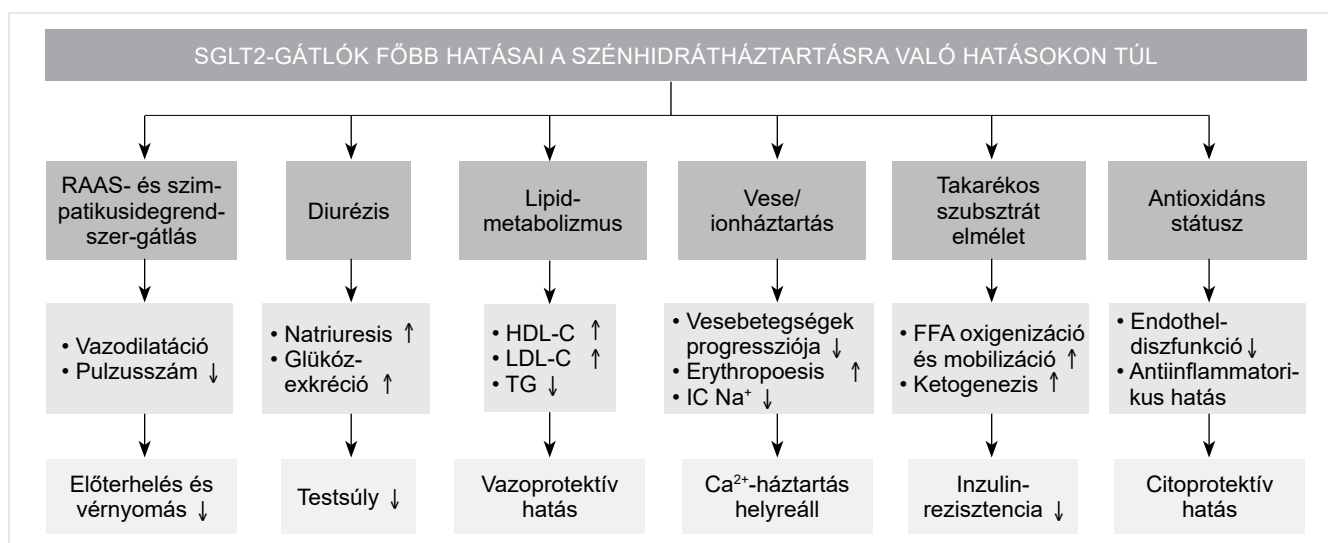 SGLT2-GÁTLÓK FŐBB HATÁSAI A SZÉNHIDRÁTHÁZTARTÁSRA VALÓ HATÁSOKON TÚL
RAAS- és szim-
patikusidegrend-
szer-gátlás
Diurézis
Lipid-
metabolizmus
Vese/
ionháztartás
Takarékos
szubsztrát
elmélet
Antioxidáns
státusz
• Vazodilatáció
• Pulzusszám ↓
• Natriuresis ↑
• Glükóz-
exkréció ↑
• HDL-C ↑
• LDL-C ↑
• TG ↓
• Vesebetegségek
progressziója ↓
• Erythropoesis ↑
• IC Na⁺ ↓
• FFA oxigenizáció
és mobilizáció ↑
• Ketogenezis ↑
• Endothel-
diszfunkció ↓
• Antiinflammatori-
kus hatás
Előterhelés és
vérnyomás ↓
Testsúly ↓
Vazoprotektív
hatás
Ca²⁺-háztartás
helyreáll
Inzulin-
rezisztencia ↓
Citoprotektív
hatás